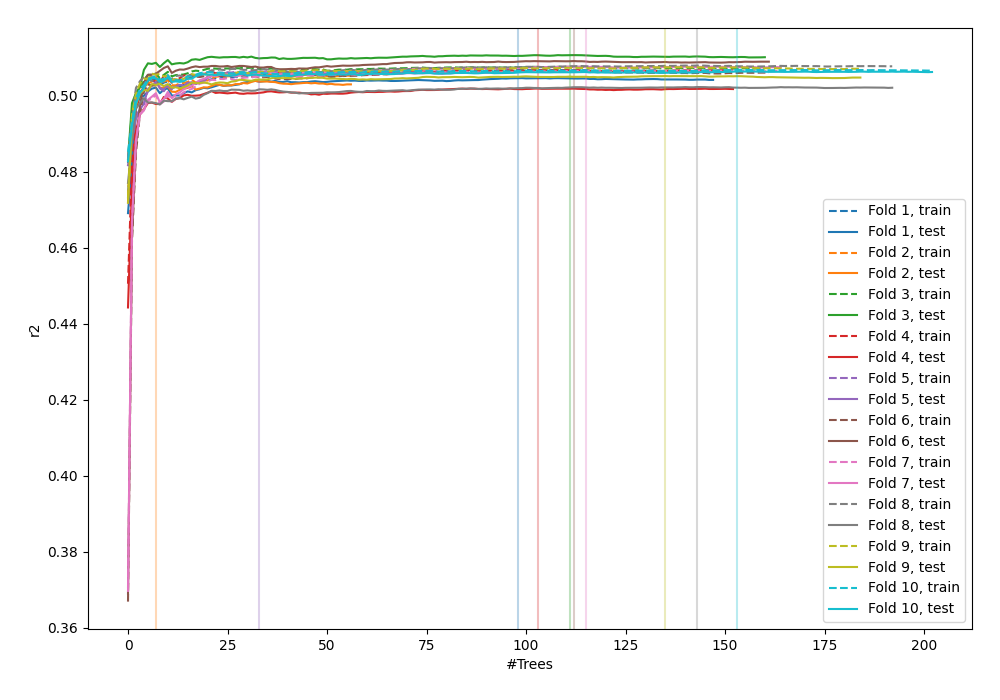 0.50
0.48
0.46
0.44
0.42
0.40
0.38
0.36
r2
0
25
50
75
100
125
150
175
200
#Trees
Fold 1, train
Fold 1, test
Fold 2, train
Fold 2, test
Fold 3, train
Fold 3, test
Fold 4, train
Fold 4, test
Fold 5, train
Fold 5, test
Fold 6, train
Fold 6, test
Fold 7, train
Fold 7, test
Fold 8, train
Fold 8, test
Fold 9, train
Fold 9, test
Fold 10, train
Fold 10, test